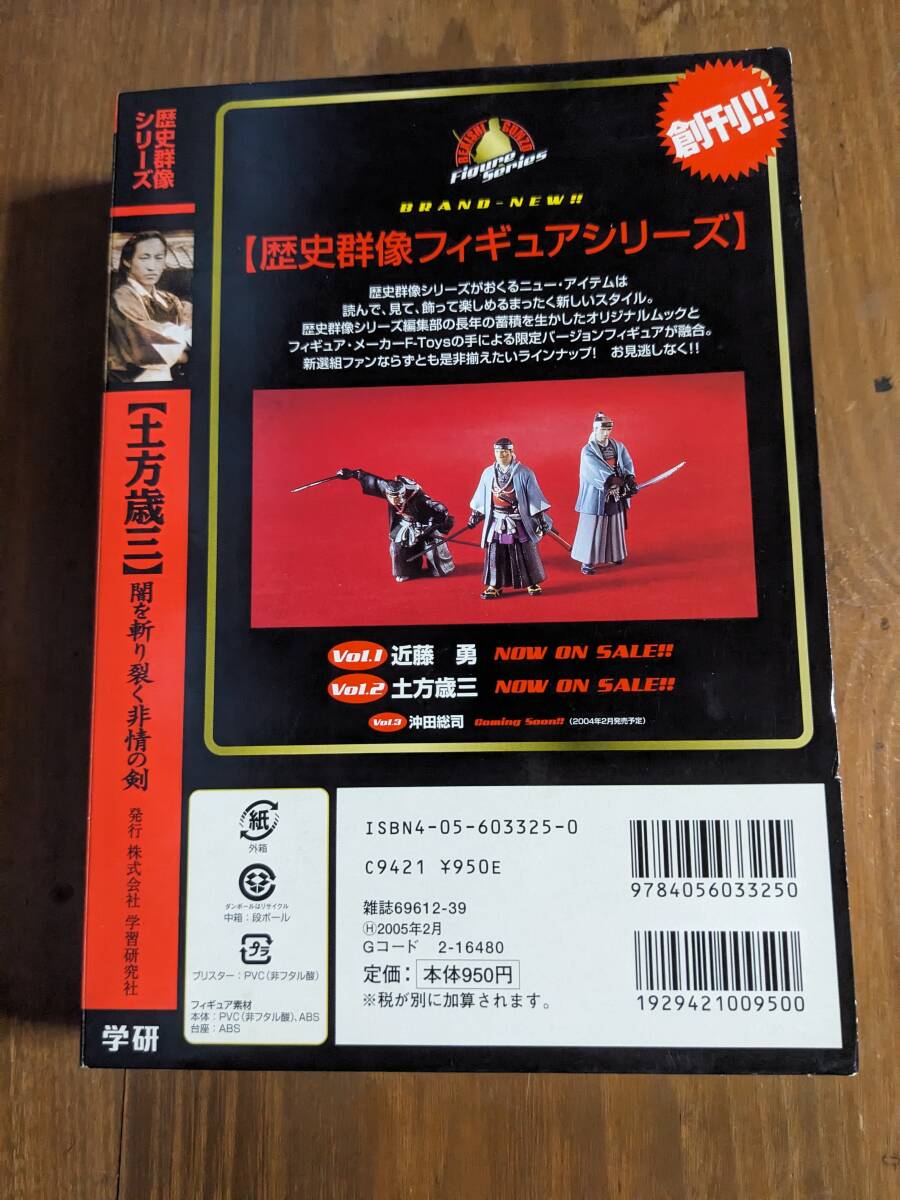 歴史群像
シリーズ
【土方歳三】闇を斬り裂く非情の剣
発行 株式会社 学習研究社
学研
REKISHI GUNZO
Figure
Series
創刊!!
BRAND-NEW!!
【歴史群像フィギュアシリーズ】
歴史群像シリーズがおくるニュー・アイテムは
読んで、見て、飾って楽しめるまったく新しいスタイル。
歴史群像シリーズ編集部の長年の蓄積を生かしたオリジナルムックと
フィギュア・メーカーF-Toysの手による限定バージョンフィギュアが融合。
新選組ファンならずとも是非揃えたいラインナップ! お見逃しなく!!
Vol.1 近藤 勇 NOW ON SALE!!
Vol.2 土方歳三 NOW ON SALE!!
Vol.3 沖田総司 Coming Soon!! (2004年2月発売予定)
紙
外箱
ダンボールはリサイクル
中箱:段ボール
プラ
ブリスター:PVC(非フタル酸)
フィギュア素材
本体:PVC(非フタル酸)、ABS
台座:ABS
ISBN4-05-603325-0
C9421 ¥950E
雑誌69612-39
Ⓗ2005年2月
Gコード 2-16480
定価: 本体950円
※税が別に加算されます。
9784056033250
1929421009500